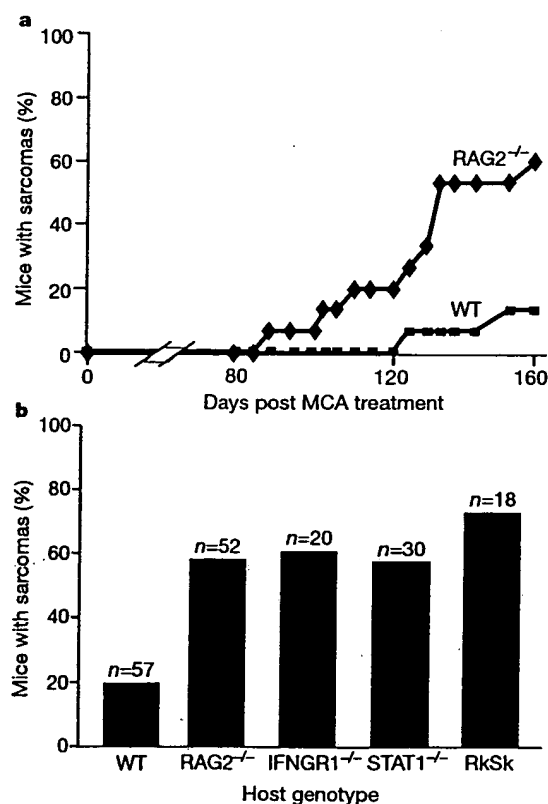 a
100
80
60
40
20
0
Mice with sarcomas (%)
RAG2⁻/⁻
WT
0 80 120 160
Days post MCA treatment
b
100
80
60
40
20
0
Mice with sarcomas (%)
n=57
n=52
n=20
n=30
n=18
WT RAG2⁻/⁻ IFNGR1⁻/⁻ STAT1⁻/⁻ RkSk
Host genotype